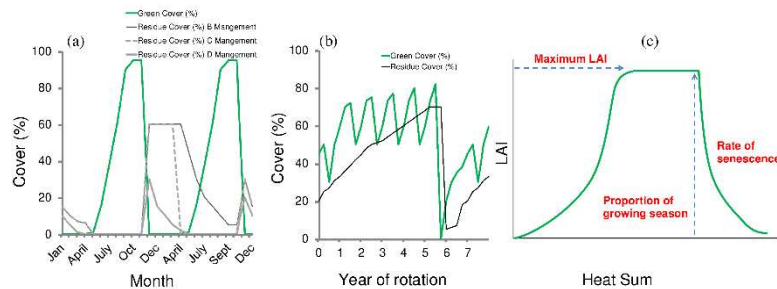 (a)
Green Cover (%)
Residue Cover (%) B Mangement
Residue Cover (%) C Mangement
Residue Cover (%) D Mangement
100
80
60
40
20
0
Cover (%)
Jan
April
July
Oct
Dec
April
July
Sept
Dec
Month
(b)
Green Cover (%)
Residue Cover (%)
100
80
60
40
20
0
Cover (%)
0 1 2 3 4 5 6 7
Year of rotation
(c)
Maximum LAI
LAI
Rate of
senescence
Proportion of
growing season
Heat Sum